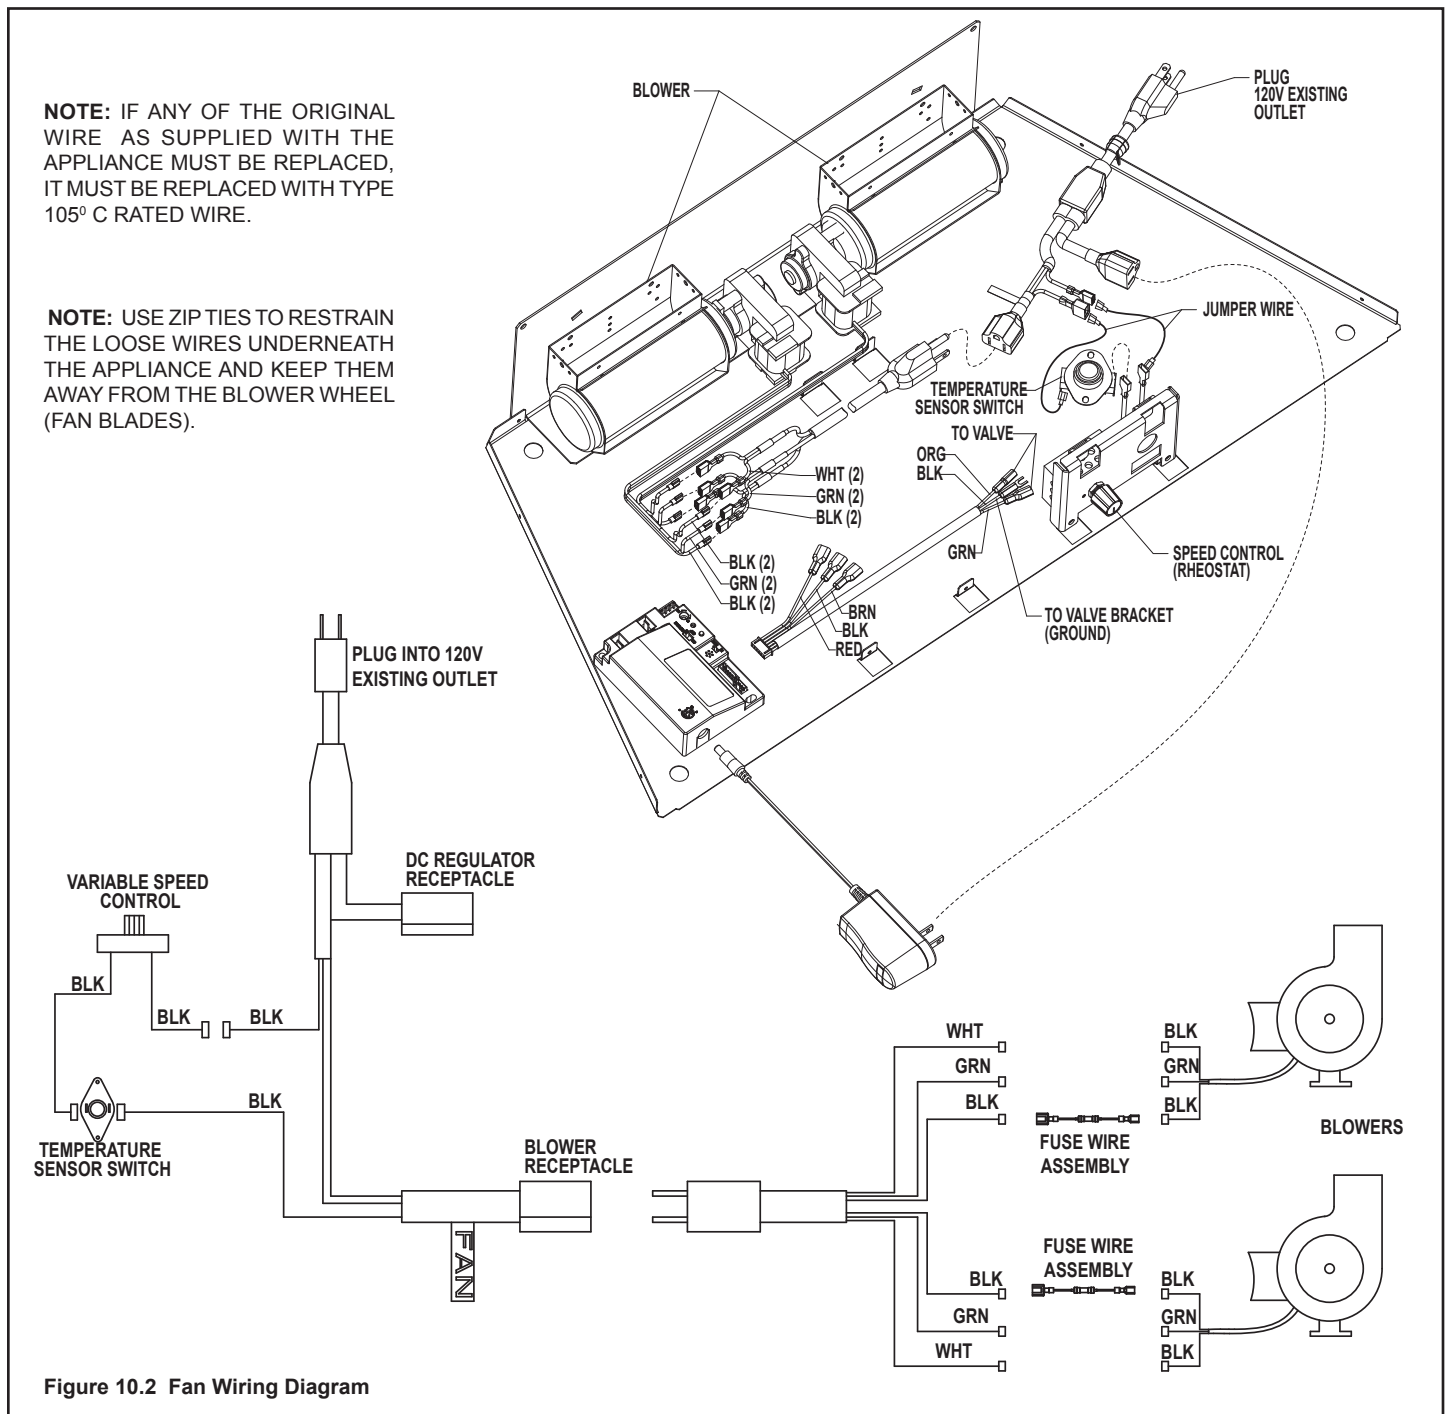 NOTE: IF ANY OF THE ORIGINAL
WIRE AS SUPPLIED WITH THE
APPLIANCE MUST BE REPLACED,
IT MUST BE REPLACED WITH TYPE
105⁰ C RATED WIRE.
NOTE: USE ZIP TIES TO RESTRAIN
THE LOOSE WIRES UNDERNEATH
THE APPLIANCE AND KEEP THEM
AWAY FROM THE BLOWER WHEEL
(FAN BLADES).
BLOWER
PLUG
120V EXISTING
OUTLET
JUMPER WIRE
TEMPERATURE
SENSOR SWITCH
TO VALVE
ORG
BLK
WHT (2)
GRN (2)
BLK (2)
GRN
BLK (2)
GRN (2)
BLK (2)
SPEED CONTROL
(RHEOSTAT)
BRN
BLK
RED
TO VALVE BRACKET
(GROUND)
PLUG INTO 120V
EXISTING OUTLET
DC REGULATOR
RECEPTACLE
VARIABLE SPEED
CONTROL
BLK
BLK
BLK
BLK
TEMPERATURE
SENSOR SWITCH
BLOWER
RECEPTACLE
FAN
WHT
GRN
BLK
BLK
GRN
BLK
FUSE WIRE
ASSEMBLY
BLOWERS
FUSE WIRE
ASSEMBLY
BLK
GRN
WHT
BLK
GRN
BLK
Figure 10.2 Fan Wiring Diagram